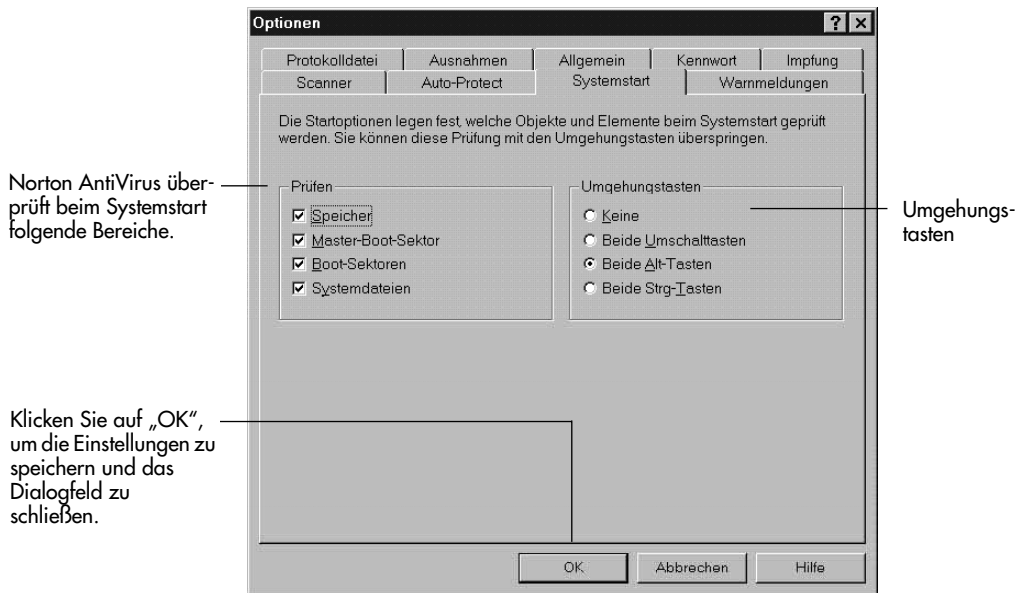 Optionen
Protokolldatei Ausnahmen Allgemein Kennwort Impfung
Scanner Auto-Protect Systemstart Warnmeldungen
Die Startoptionen legen fest, welche Objekte und Elemente beim Systemstart geprüft
werden. Sie können diese Prüfung mit den Umgehungstasten überspringen.
Norton AntiVirus über-
prüft beim Systemstart
folgende Bereiche.
Prüfen
Speicher
Master-Boot-Sektor
Boot-Sektoren
Systemdateien
Umgehungstasten
Keine
Beide Umschalttasten
Beide Alt-Tasten
Beide Strg-Tasten
Umgehungs-
tasten
Klicken Sie auf „OK“,
um die Einstellungen zu
speichern und das
Dialogfeld zu
schließen.
OK Abbrechen Hilfe